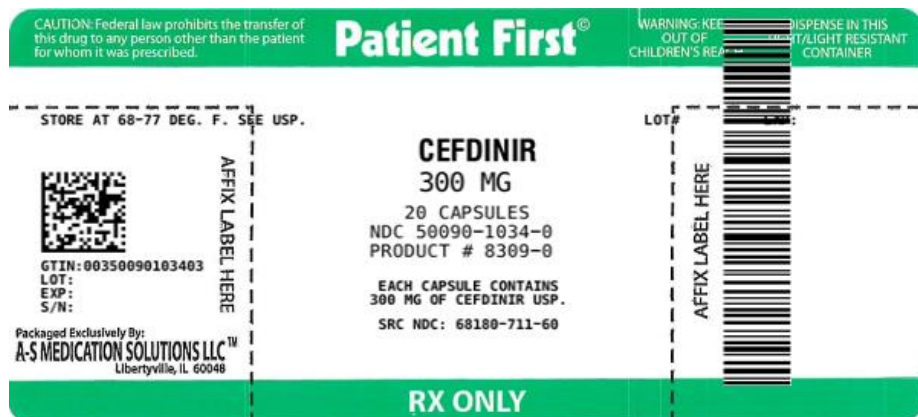 CAUTION: Federal law prohibits the transfer of
this drug to any person other than the patient
for whom it was prescribed.
Patient First©
WARNING: KEE
OUT OF
CHILDREN'S REA
DISPENSE IN THIS
/LIGHT RESISTANT
CONTAINER
STORE AT 68-77 DEG. F. SEE USP.
AFFIX LABEL HERE
GTIN:00350090103403
LOT:
EXP:
S/N:
Packaged Exclusively By:
A-S MEDICATION SOLUTIONS LLC™
Libertyville, IL 60048
CEFDINIR
300 MG
20 CAPSULES
NDC 50090-1034-0
PRODUCT # 8309-0
EACH CAPSULE CONTAINS
300 MG OF CEFDINIR USP.
SRC NDC: 68180-711-60
LOT#
AFFIX LABEL HERE
RX ONLY